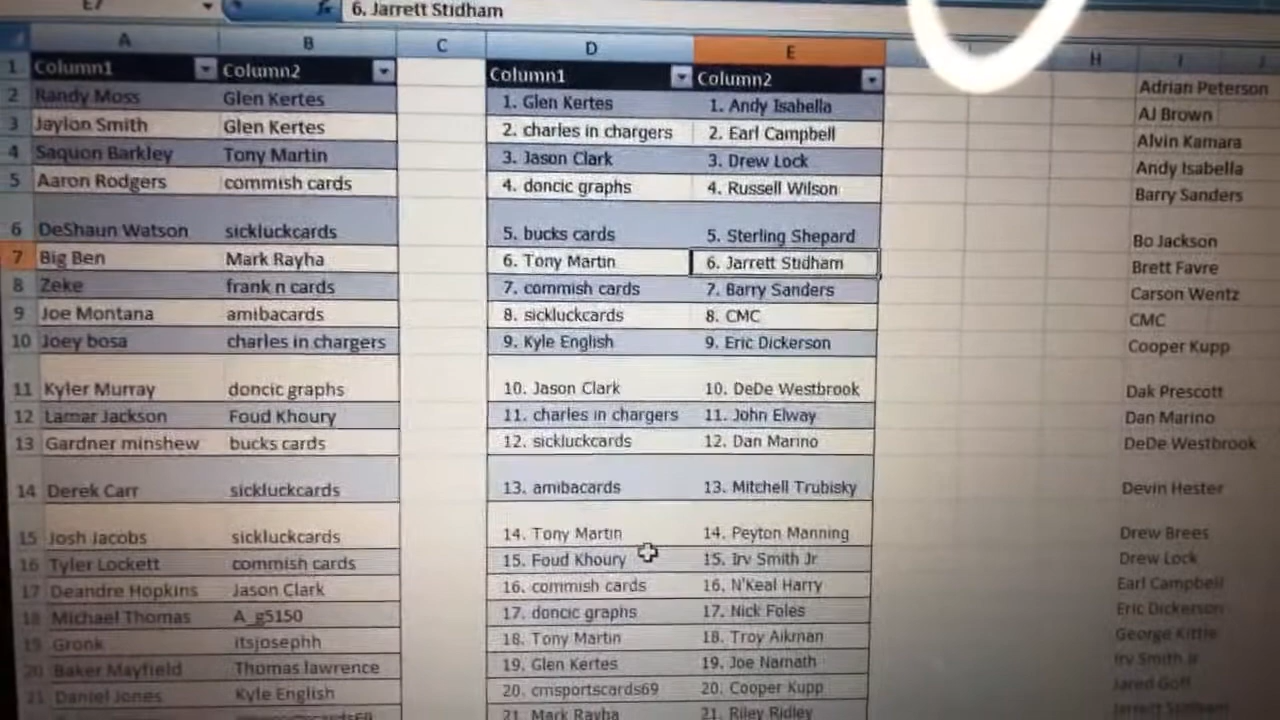 E7 fx 6. Jarrett Stidham
A B C D E H I J
1 Column1 Column2 Column1 Column2 Adrian Peterson
2 Randy Moss Glen Kertes 1. Glen Kertes 1. Andy Isabella AJ Brown
3 Jaylon Smith Glen Kertes 2. charles in chargers 2. Earl Campbell Alvin Kamara
4 Saquon Barkley Tony Martin 3. Jason Clark 3. Drew Lock Andy Isabella
5 Aaron Rodgers commish cards 4. doncic graphs 4. Russell Wilson Barry Sanders
6 DeShaun Watson sickluckcards 5. bucks cards 5. Sterling Shepard Bo Jackson
7 Big Ben Mark Rayha 6. Tony Martin 6. Jarrett Stidham Brett Favre
8 Zeke frank n cards 7. commish cards 7. Barry Sanders Carson Wentz
9 Joe Montana amibacards 8. sickluckcards 8. CMC CMC
10 Joey bosa charles in chargers 9. Kyle English 9. Eric Dickerson Cooper Kupp
11 Kyler Murray doncic graphs 10. Jason Clark 10. DeDe Westbrook Dak Prescott
12 Lamar Jackson Foud Khoury 11. charles in chargers 11. John Elway Dan Marino
13 Gardner minshew bucks cards 12. sickluckcards 12. Dan Marino DeDe Westbrook
14 Derek Carr sickluckcards 13. amibacards 13. Mitchell Trubisky Devin Hester
15 Josh Jacobs sickluckcards 14. Tony Martin 14. Peyton Manning Drew Brees
16 Tyler Lockett commish cards 15. Foud Khoury 15. Irv Smith Jr Drew Lock
17 Deandre Hopkins Jason Clark 16. commish cards 16. N'Keal Harry Earl Campbell
18 Michael Thomas A_g5150 17. doncic graphs 17. Nick Foles Eric Dickerson
19 Gronk itsjosephh 18. Tony Martin 18. Troy Aikman George Kittle
20 Baker Mayfield Thomas lawrence 19. Glen Kertes 19. Joe Namath Irv Smith Jr
21 Daniel Jones Kyle English 20. cmsportscards69 20. Cooper Kupp Jared Goff
21. Mark Rayha 21. Riley Ridley Jarrett Stidham